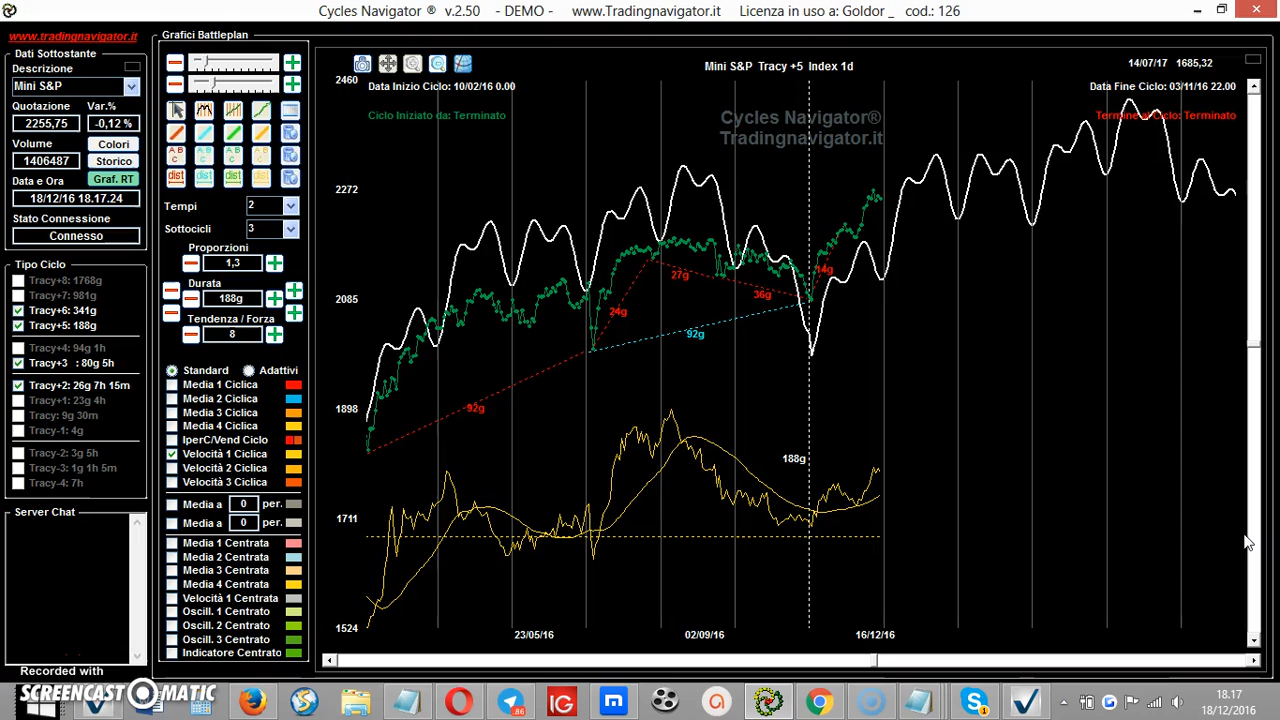 Cycles Navigator ® v.2.50 - DEMO - www.Tradingnavigator.it Licenza in uso a: Goldor _ cod.: 126
www.tradingnavigator.it
Dati Sottostante
Descrizione
Mini S&P
Quotazione Var.%
2255,75 -0,12 %
Volume Colori
1406487 Storico
Data e Ora Graf. RT
18/12/16 18.17.24
Stato Connessione
Connesso
Tipo Ciclo
Tracy+8: 1768g
Tracy+7: 981g
Tracy+6: 341g
Tracy+5: 188g
Tracy+4: 94g 1h
Tracy+3 : 80g 5h
Tracy+2: 26g 7h 15m
Tracy+1: 23g 4h
Tracy: 9g 30m
Tracy-1: 4g
Tracy-2: 3g 5h
Tracy-3: 1g 1h 5m
Tracy-4: 7h
Server Chat
Grafici Battleplan
A B C A B C A B C A B C
dist dist dist dist
Tempi 2
Sottocicli 3
Proporzioni
1,3
Durata
188g
Tendenza / Forza
8
Standard Adattivi
Media 1 Ciclica
Media 2 Ciclica
Media 3 Ciclica
Media 4 Ciclica
IperC/Vend Ciclo
Velocità 1 Ciclica
Velocità 2 Ciclica
Velocità 3 Ciclica
Media a 0 per.
Media a 0 per.
Media 1 Centrata
Media 2 Centrata
Media 3 Centrata
Media 4 Centrata
Velocità 1 Centrata
Oscill. 1 Centrato
Oscill. 2 Centrato
Oscill. 3 Centrato
Indicatore Centrato
Mini S&P Tracy +5 Index 1d
14/07/17 1685,32
2460
Data Inizio Ciclo: 10/02/16 0.00
Data Fine Ciclo: 03/11/16 22.00
Ciclo Iniziato da: Terminato
Termine al Ciclo: Terminato
Cycles Navigator®
Tradingnavigator.it
2272
2085
1898
1711
1524
92g
24g
27g
36g
92g
14g
188g
23/05/16 02/09/16 16/12/16
Recorded with
SCREENCAST MATIC
.86
IG
m
a
S
1
18.17
18/12/2016